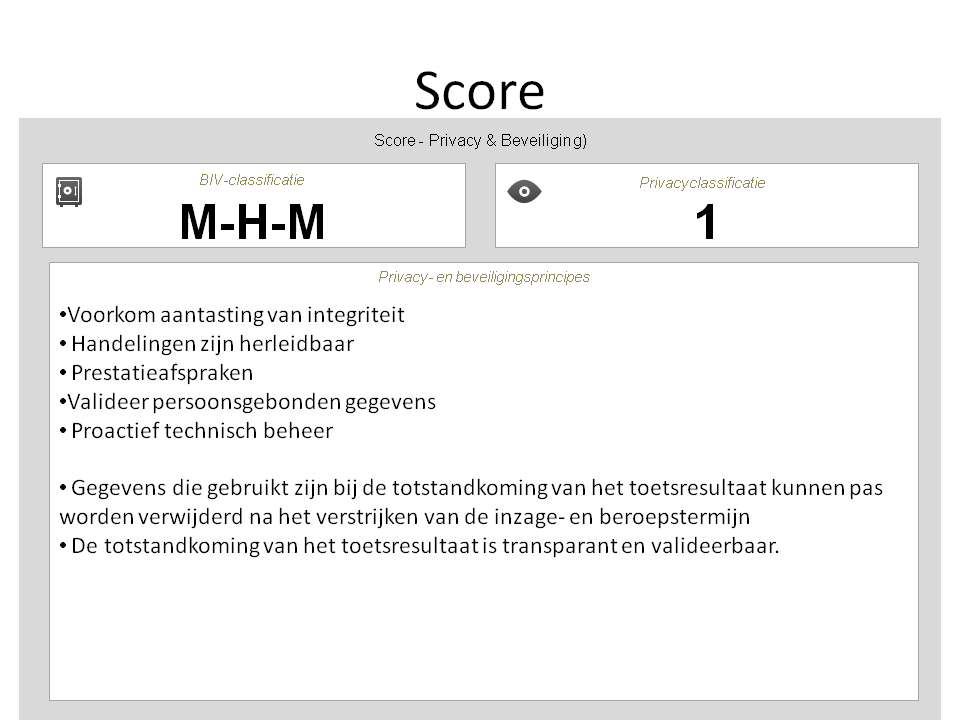 Score
Score - Privacy & Beveiliging)
BIV-classificatie
M-H-M
Privacyclassificatie
1
Privacy- en beveiligingsprincipes
•Voorkom aantasting van integriteit
• Handelingen zijn herleidbaar
• Prestatieafspraken
•Valideer persoonsgebonden gegevens
• Proactief technisch beheer
• Gegevens die gebruikt zijn bij de totstandkoming van het toetsresultaat kunnen pas
worden verwijderd na het verstrijken van de inzage- en beroepstermijn
• De totstandkoming van het toetsresultaat is transparant en valideerbaar.